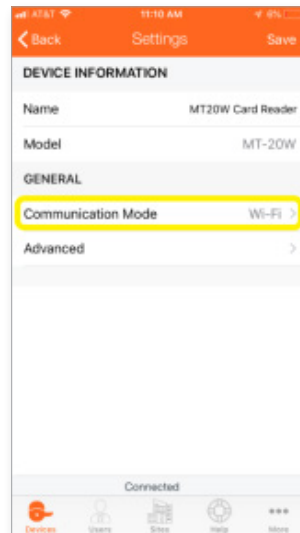 AT&T 11:10 AM 6%
Back Settings Save
DEVICE INFORMATION
Name MT20W Card Reader
Model MT-20W
GENERAL
Communication Mode Wi-Fi
Advanced
Connected
Devices Users Sites Help More